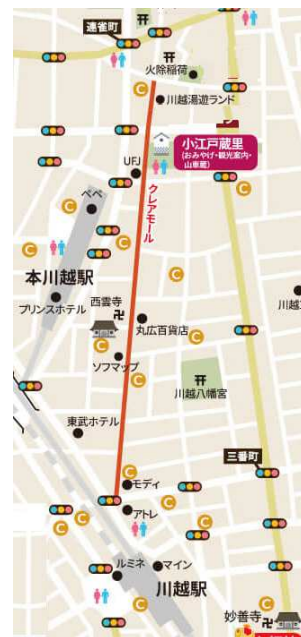 連雀町
火除稲荷
C
川越湯遊ランド
小江戸蔵里
(おみやげ・観光案内・
山車蔵)
UFJ
クレアモール
C
ペペ
C
C
本川越駅
C
西雲寺
プリンスホテル
川越
丸広百貨店
C
C
ソフマップ
C
川越八幡宮
東武ホテル
三番町
モディ
C
C
C
アトレ
C
C
C
ルミネ
マイン
川越駅
C
C
妙善寺